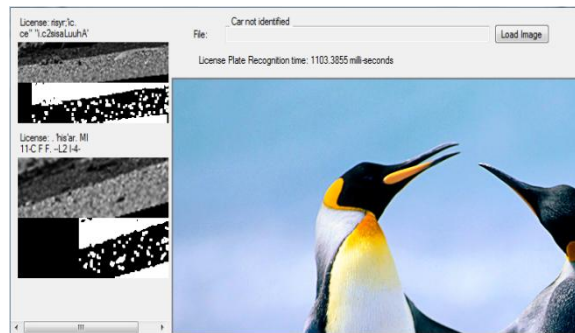 License: risyr;'ic.
ce" "i.c2sisaLuuhA'
License: . 'his'ar. MI
11-C F F. --L2 I-4-
Car not identified
File:
Load Image
License Plate Recognition time: 1103.3855 milli-seconds